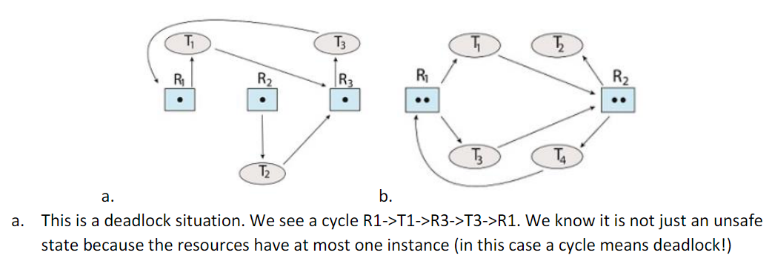 T1 T3 T1 T2
R1 R2 R3 R1 R2
T2 T3 T4
a. b.
a. This is a deadlock situation. We see a cycle R1->T1->R3->T3->R1. We know it is not just an unsafe
state because the resources have at most one instance (in this case a cycle means deadlock!)